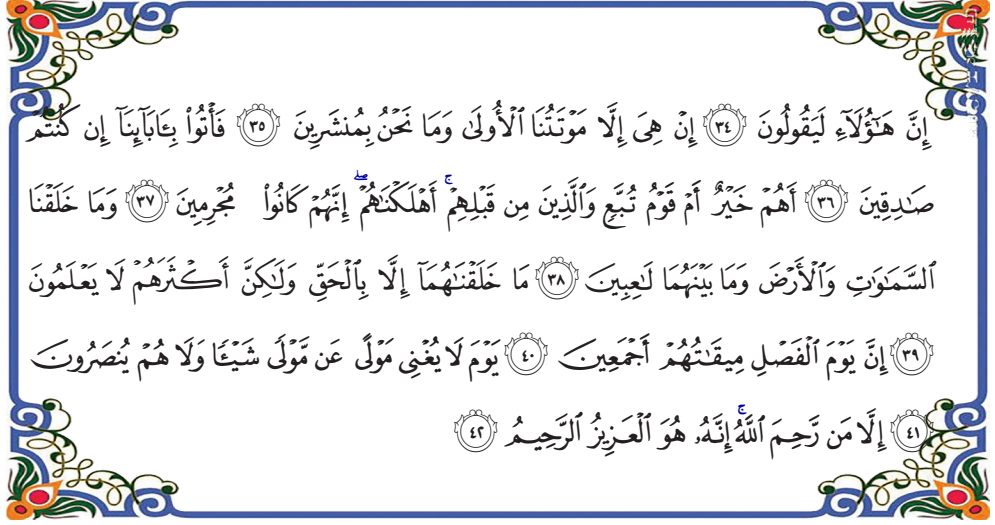 إِنَّ هَٰٓؤُلَآءِ لَيَقُولُونَ ٣٤ إِنْ هِىَ إِلَّا مَوْتَتُنَا ٱلْأُولَىٰ وَمَا نَحْنُ بِمُنشَرِينَ ٣٥ فَأْتُوا۟ بِـَٔابَآئِنَآ إِن كُنتُمْ
صَٰدِقِينَ ٣٦ أَهُمْ خَيْرٌ أَمْ قَوْمُ تُبَّعٍ وَٱلَّذِينَ مِن قَبْلِهِمْ ۚ أَهْلَكْنَٰهُمْ ۖ إِنَّهُمْ كَانُوا۟ مُجْرِمِينَ ٣٧ وَمَا خَلَقْنَا
ٱلسَّمَٰوَٰتِ وَٱلْأَرْضَ وَمَا بَيْنَهُمَا لَٰعِبِينَ ٣٨ مَا خَلَقْنَٰهُمَآ إِلَّا بِٱلْحَقِّ وَلَٰكِنَّ أَكْثَرَهُمْ لَا يَعْلَمُونَ
٣٩ إِنَّ يَوْمَ ٱلْفَصْلِ مِيقَٰتُهُمْ أَجْمَعِينَ ٤٠ يَوْمَ لَا يُغْنِى مَوْلًى عَن مَّوْلًى شَيْـًٔا وَلَا هُمْ يُنصَرُونَ
٤١ إِلَّا مَن رَّحِمَ ٱللَّهُ ۚ إِنَّهُۥ هُوَ ٱلْعَزِيزُ ٱلرَّحِيمُ ٤٢